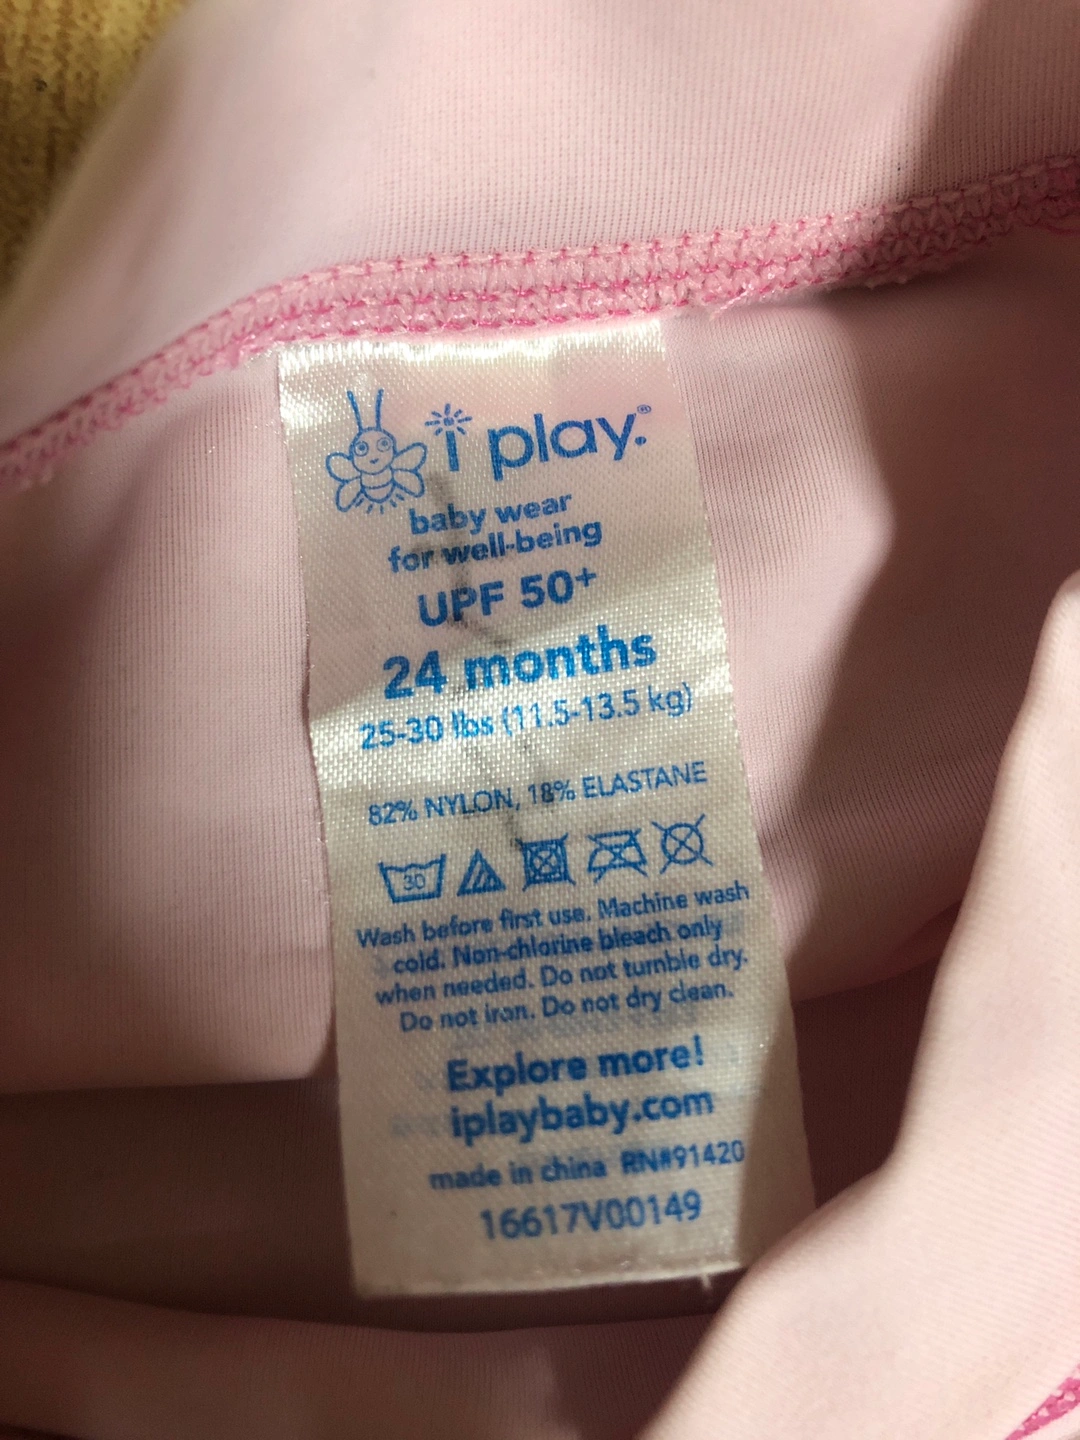 i play.®
baby wear
for well-being
UPF 50+
24 months
25-30 lbs (11.5-13.5 kg)
82% NYLON, 18% ELASTANE
30
Wash before first use. Machine wash
cold. Non-chlorine bleach only
when needed. Do not tumble dry.
Do not iron. Do not dry clean.
Explore more!
iplaybaby.com
made in china RN#91420
16617V00149